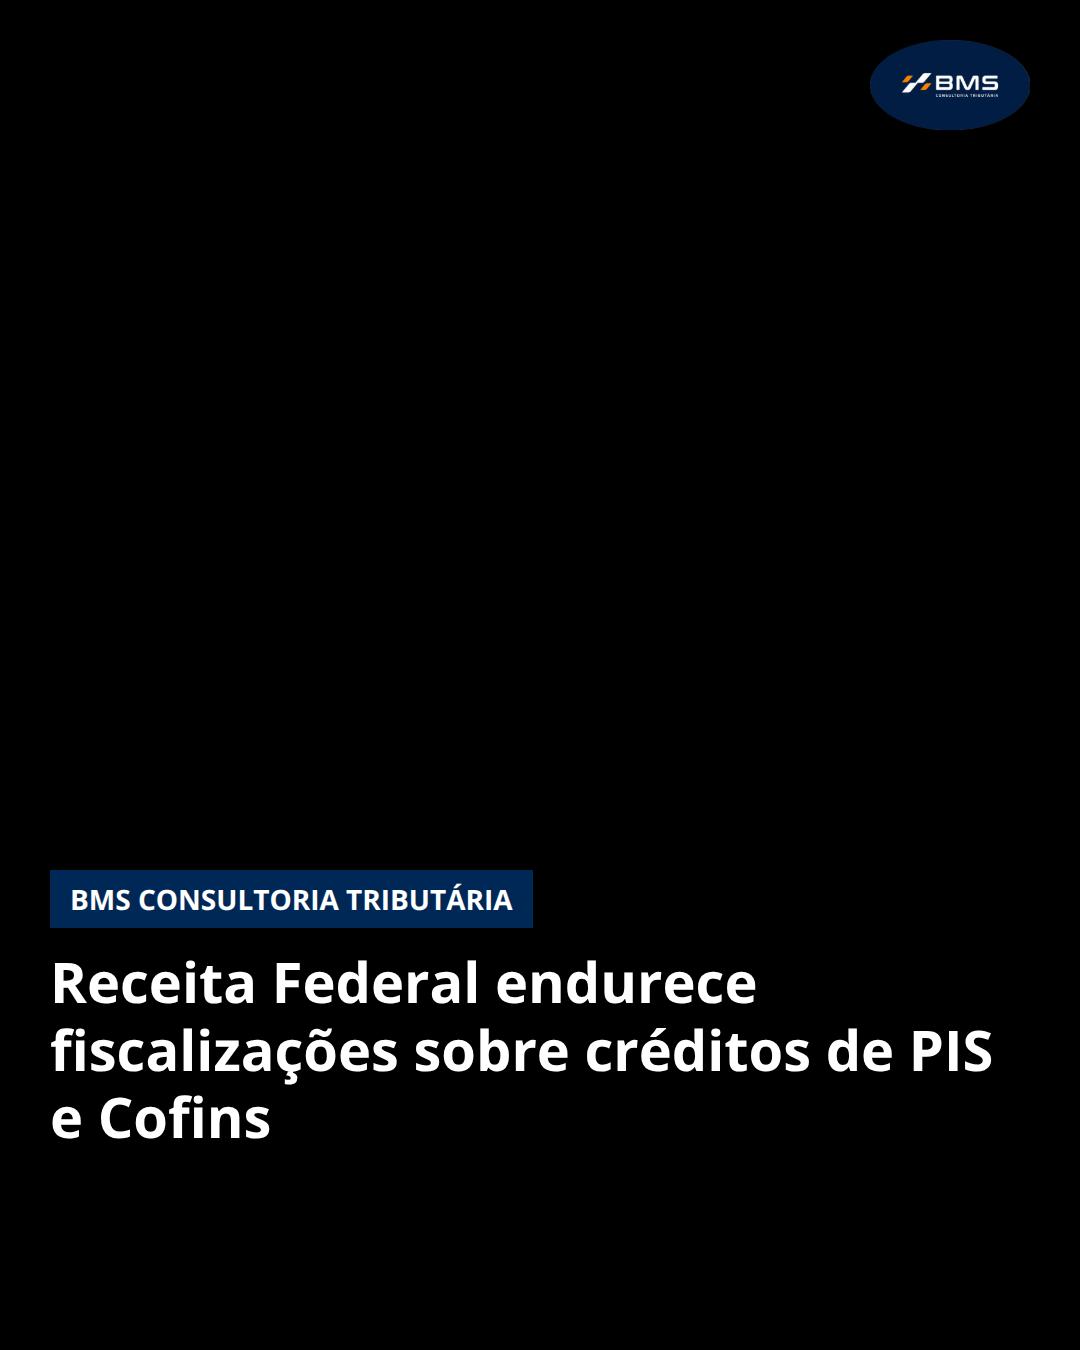 BMS
CONSULTORIA TRIBUTÁRIA
BMS CONSULTORIA TRIBUTÁRIA
Receita Federal endurece
fiscalizações sobre créditos de PIS
e Cofins